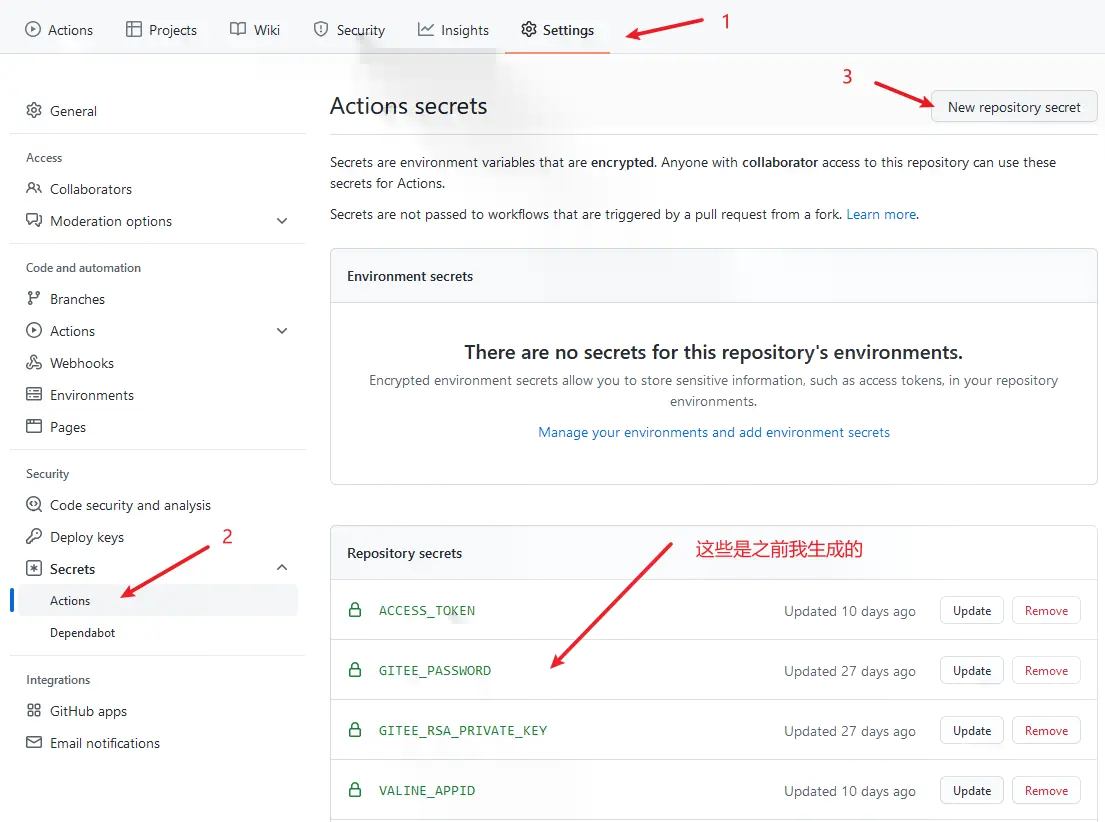 Actions Projects Wiki Security Insights Settings 1
3
General
Actions secrets
New repository secret
Access
Collaborators
Moderation options
Secrets are environment variables that are encrypted. Anyone with collaborator access to this repository can use these
secrets for Actions.
Secrets are not passed to workflows that are triggered by a pull request from a fork. Learn more.
Code and automation
Branches
Actions
Webhooks
Environments
Pages
Environment secrets
There are no secrets for this repository's environments.
Encrypted environment secrets allow you to store sensitive information, such as access tokens, in your repository
environments.
Manage your environments and add environment secrets
Security
Code security and analysis
Deploy keys
2
Secrets
Actions
Dependabot
Integrations
GitHub apps
Email notifications
Repository secrets
这些是之前我生成的
ACCESS_TOKEN Updated 10 days ago Update Remove
GITEE_PASSWORD Updated 27 days ago Update Remove
GITEE_RSA_PRIVATE_KEY Updated 27 days ago Update Remove
VALINE_APPID Updated 10 days ago Update Remove